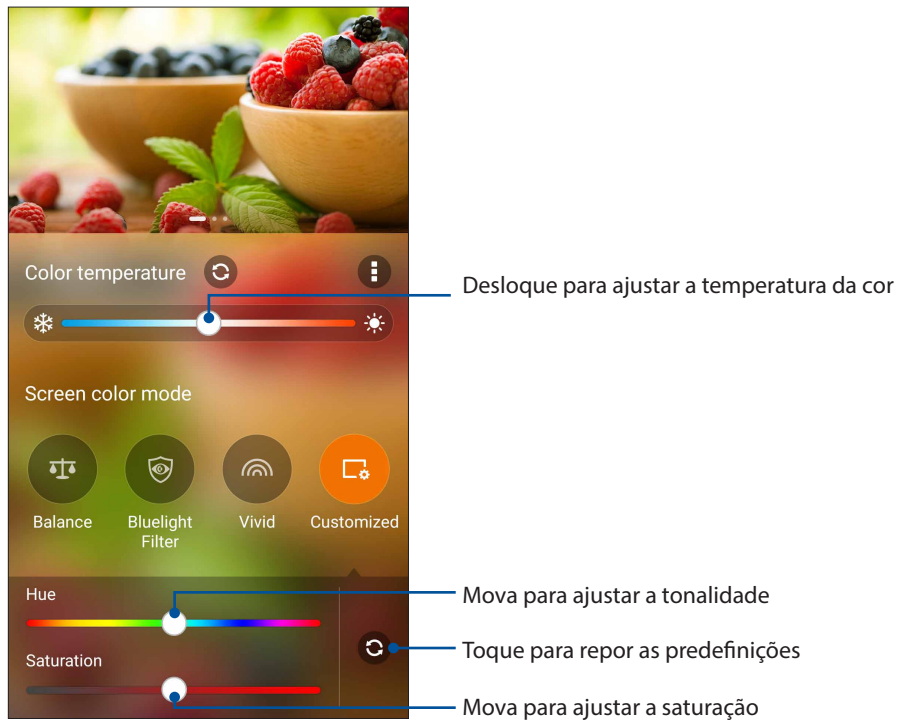 Color temperature
Desloque para ajustar a temperatura da cor
Screen color mode
Balance
Bluelight
Filter
Vivid
Customized
Hue
Mova para ajustar a tonalidade
Toque para repor as predefinições
Saturation
Mova para ajustar a saturação